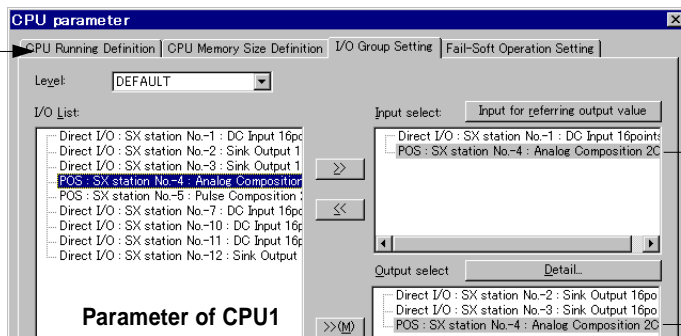 CPU parameter
CPU Running Definition
CPU Memory Size Definition
I/O Group Setting
Fail-Soft Operation Setting
Level:
DEFAULT
I/O List:
Direct I/O : SX station No.-1 : DC Input 16po
Direct I/O : SX station No.-2 : Sink Output 1
Direct I/O : SX station No.-3 : Sink Output 1
POS : SX station No.-4 : Analog Composition
POS : SX station No.-5 : Pulse Composition :
Direct I/O : SX station No.-7 : DC Input 16po
Direct I/O : SX station No.-10 : DC Input 16p
Direct I/O : SX station No.-11 : DC Input 16p
Direct I/O : SX station No.-12 : Sink Output
Parameter of CPU1
>>
<<
>>(M)
Input select:
Input for referring output value
Direct I/O : SX station No.-1 : DC Input 16points
POS : SX station No.-4 : Analog Composition 2C
Output select
Detail...
Direct I/O : SX station No.-2 : Sink Output 16po
Direct I/O : SX station No.-3 : Sink Output 16po
POS : SX station No.-4 : Analog Composition 2C